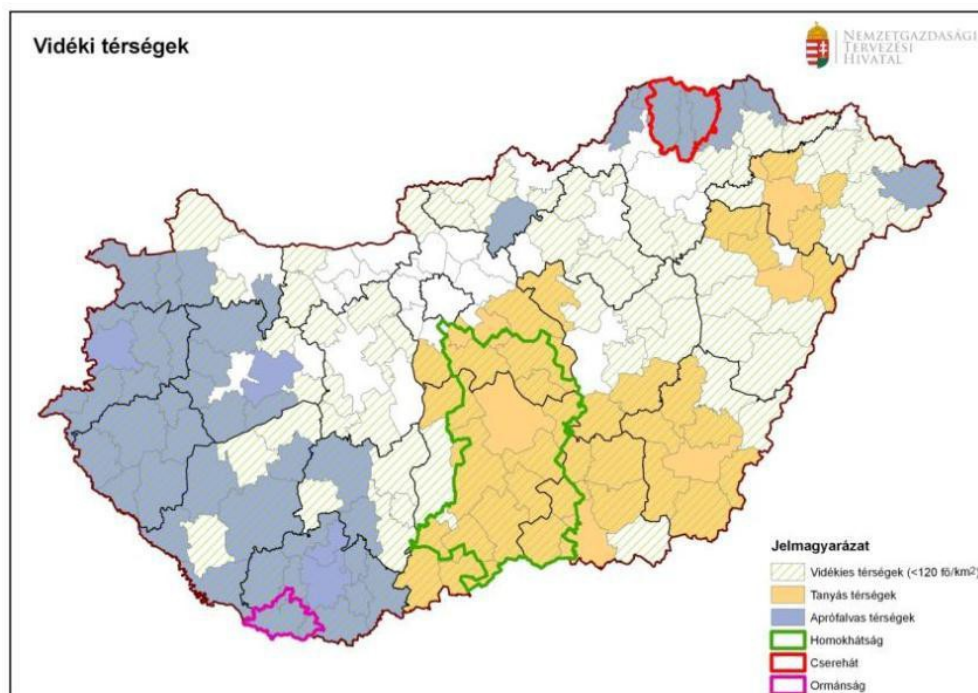 Vidéki térségek
NEMZETGAZDASÁGI
TERVEZÉSI
HIVATAL
Jelmagyarázat
Vidékies térségek (<120 fő/km2)
Tanyás térségek
Aprófalvas térségek
Homokhátság
Cserehát
Ormánság